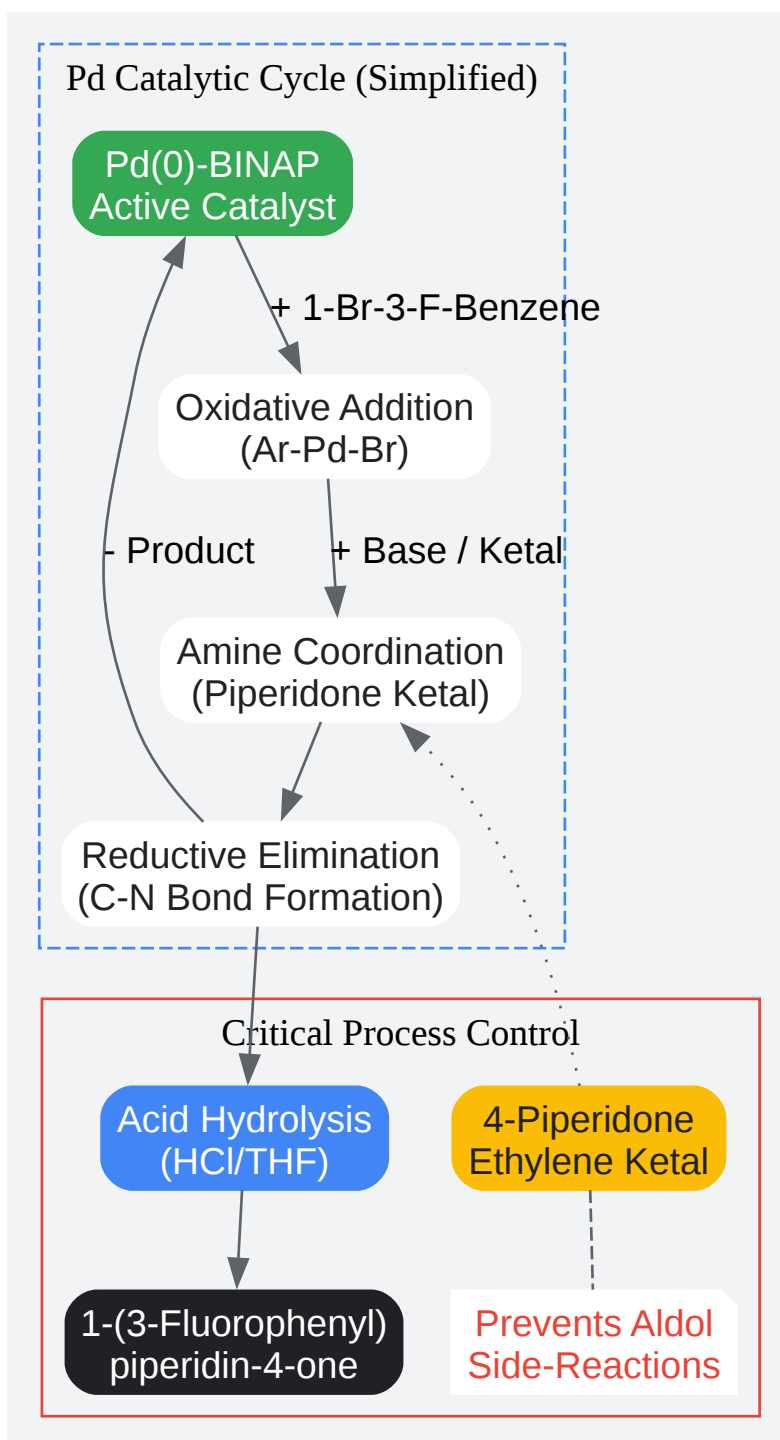 Pd Catalytic Cycle (Simplified)
Pd(0)-BINAP
Active Catalyst
+ 1-Br-3-F-Benzene
Oxidative Addition
(Ar-Pd-Br)
- Product
+ Base / Ketal
Amine Coordination
(Piperidone Ketal)
Reductive Elimination
(C-N Bond Formation)
Critical Process Control
Acid Hydrolysis
(HCl/THF)
4-Piperidone
Ethylene Ketal
1-(3-Fluorophenyl)
piperidin-4-one
Prevents Aldol
Side-Reactions